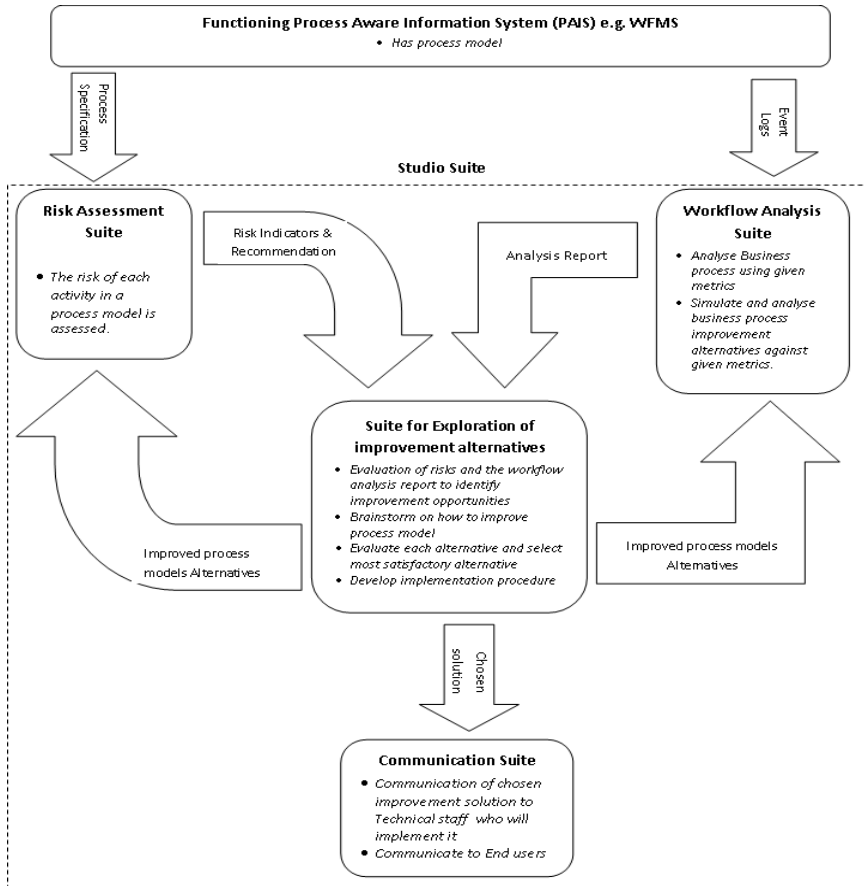 Functioning Process Aware Information System (PAIS) e.g. WFMS
• Has process model
Process
Specification
Event
Logs
Studio Suite
Risk Assessment
Suite
• The risk of each
activity in a
process model is
assessed.
Risk Indicators &
Recommendation
Analysis Report
Workflow Analysis
Suite
• Analyse Business
process using given
metrics
• Simulate and analyse
business process
improvement
alternatives against
given metrics.
Suite for Exploration of
improvement alternatives
• Evaluation of risks and the workflow
analysis report to identify
improvement opportunities
• Brainstorm on how to improve
process model
• Evaluate each alternative and select
most satisfactory alternative
• Develop implementation procedure
Improved process
models Alternatives
Improved process models
Alternatives
Chosen
solution
Communication Suite
• Communication of chosen
improvement solution to
Technical staff who will
implement it
• Communicate to End users